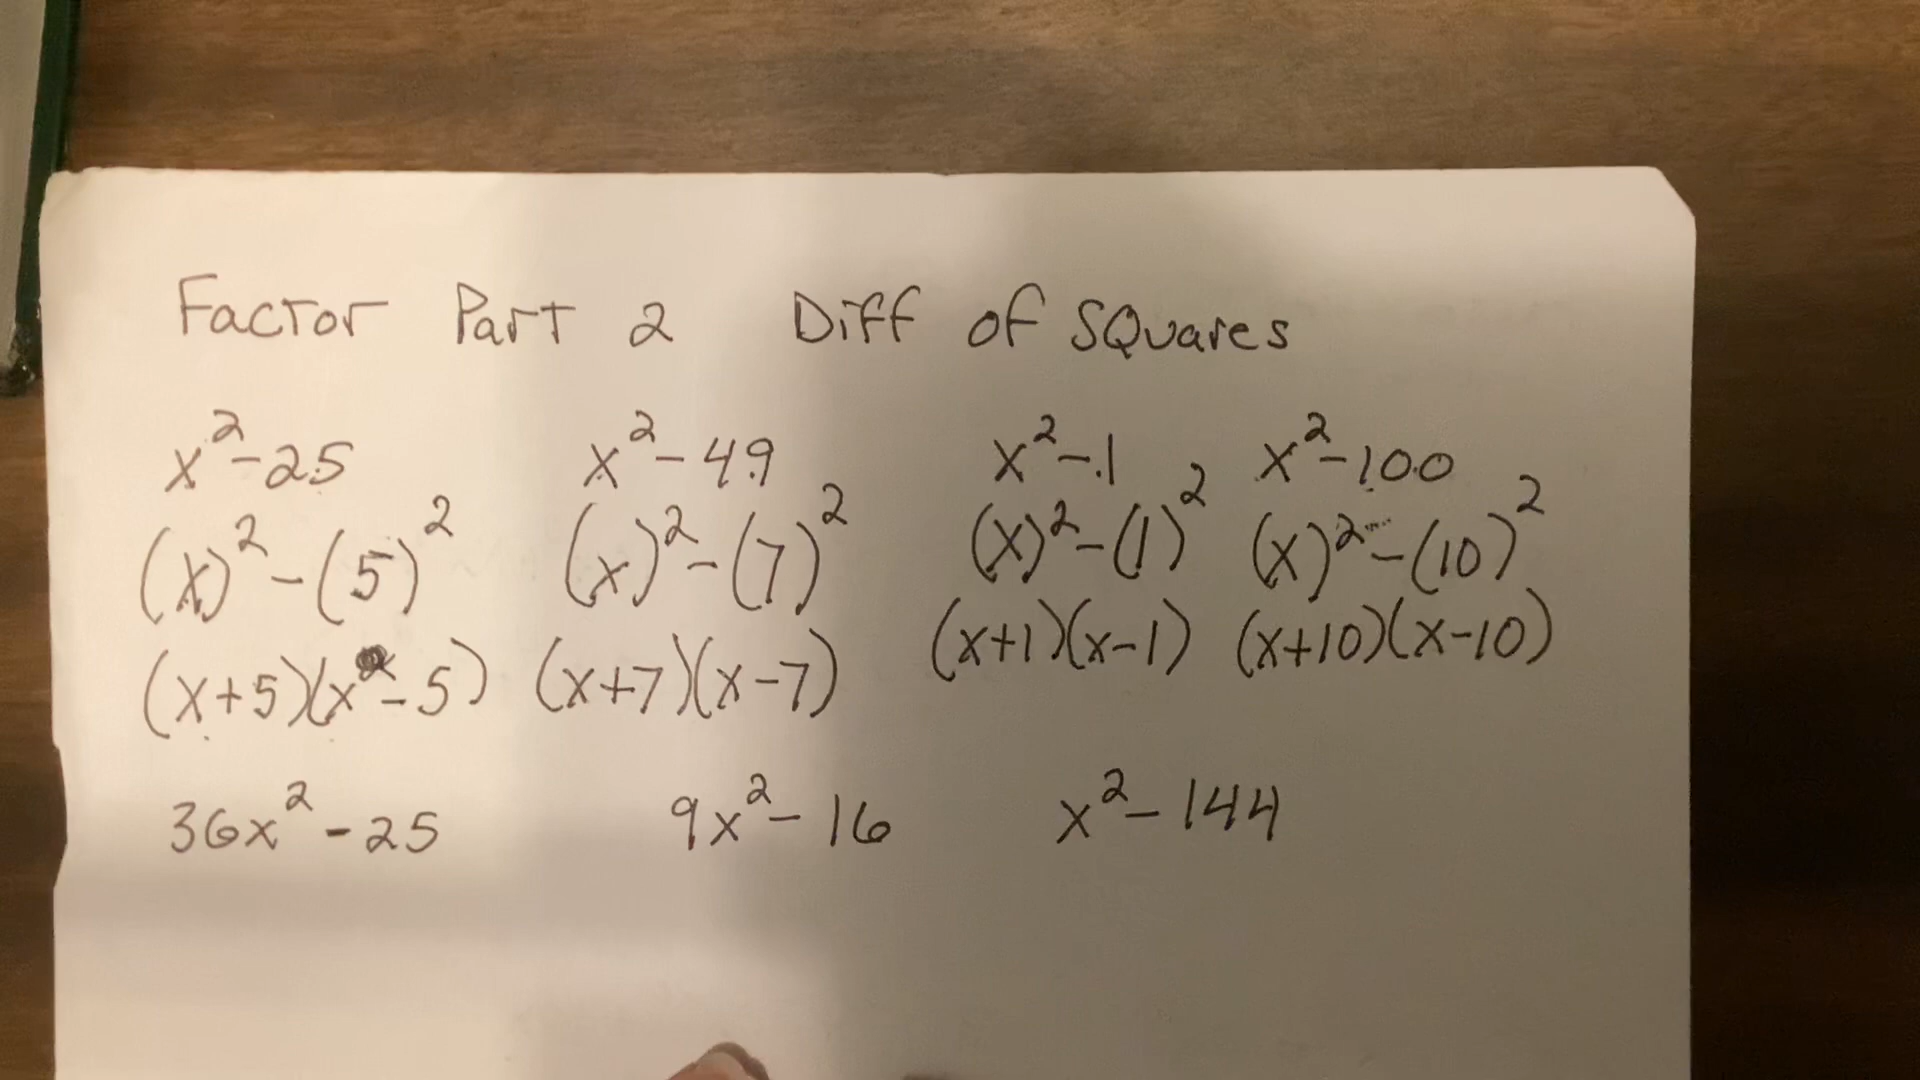 Factor Part 2 Diff of Squares
x²-25 x²-49 x²-1 x²-100
(x)²-(5)² (x)²-(7)² (x)²-(1)² (x)²-(10)²
(x+5)(x-5) (x+7)(x-7) (x+1)(x-1) (x+10)(x-10)
36x²-25 9x²-16 x²-144